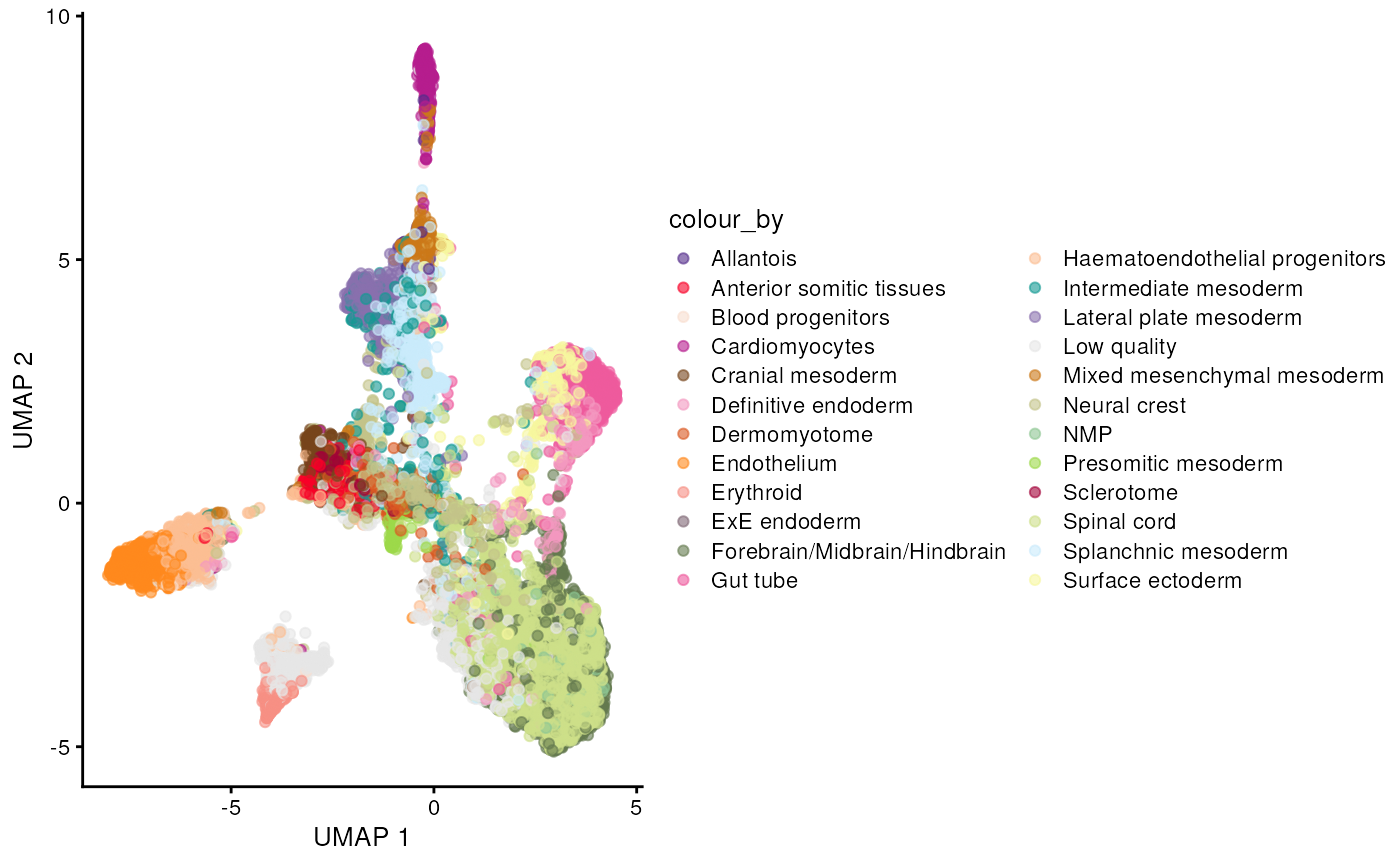 10
5
0
-5
UMAP 2
-5
0
5
UMAP 1
colour_by
Allantois
Anterior somitic tissues
Blood progenitors
Cardiomyocytes
Cranial mesoderm
Definitive endoderm
Dermomyotome
Endothelium
Erythroid
ExE endoderm
Forebrain/Midbrain/Hindbrain
Gut tube
Haematoendothelial progenitors
Intermediate mesoderm
Lateral plate mesoderm
Low quality
Mixed mesenchymal mesoderm
Neural crest
NMP
Presomitic mesoderm
Sclerotome
Spinal cord
Splanchnic mesoderm
Surface ectoderm